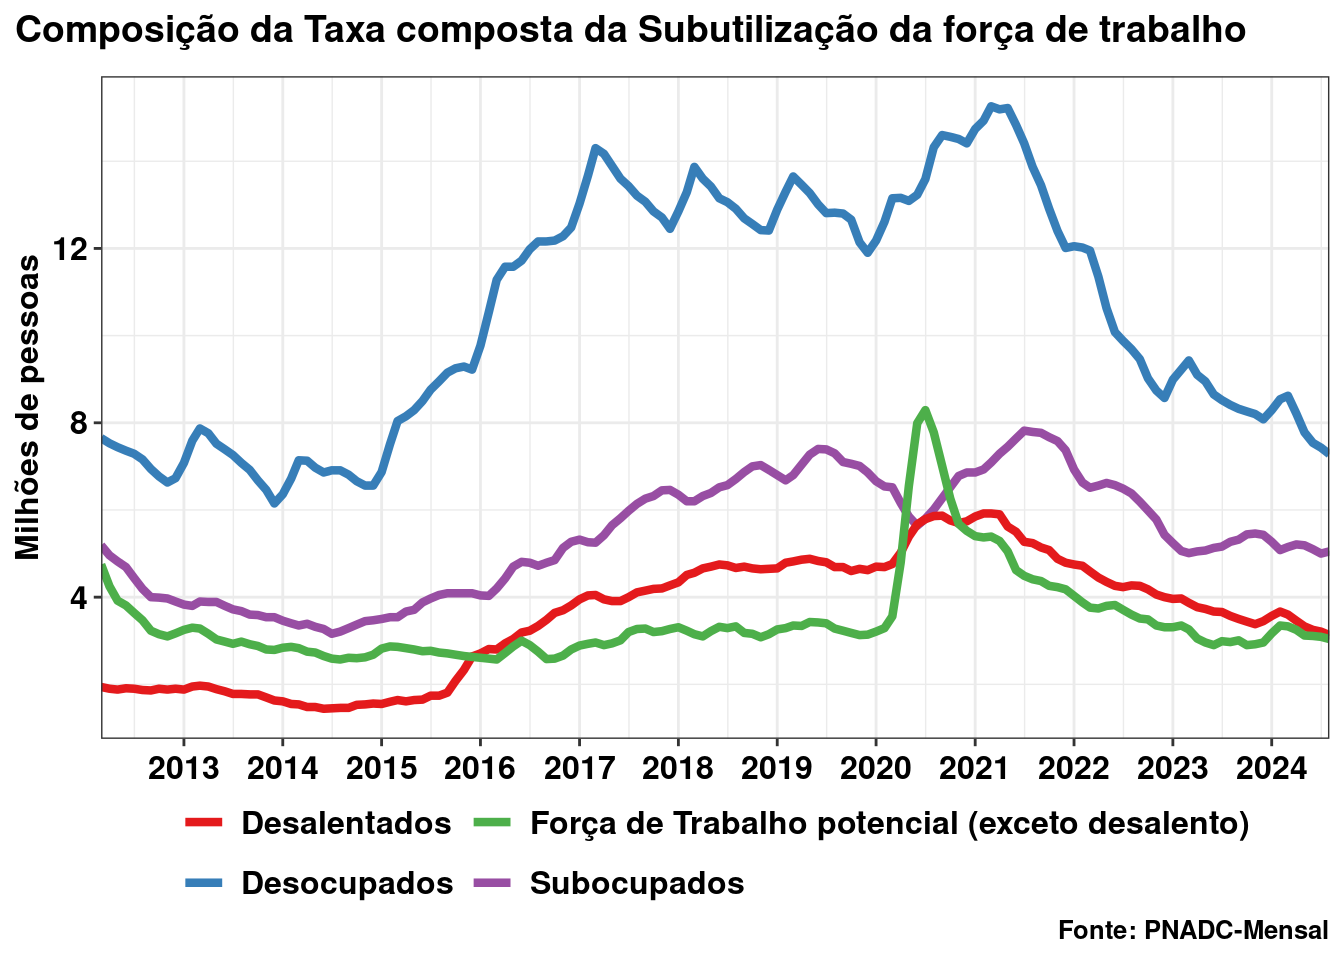 Composição da Taxa composta da Subutilização da força de trabalho
Milhões de pessoas
12
8
4
2013 2014 2015 2016 2017 2018 2019 2020 2021 2022 2023 2024
Desalentados Força de Trabalho potencial (exceto desalento)
Desocupados Subocupados
Fonte: PNADC-Mensal